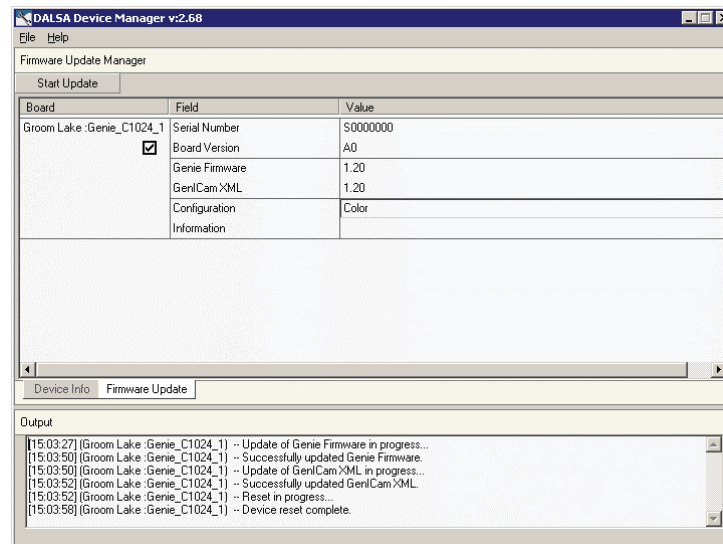 DALSA Device Manager v:2.68
File Help
Firmware Update Manager
Start Update
Board Field Value
Groom Lake :Genie_C1024_1 Serial Number S0000000
Board Version A0
Genie Firmware 1.20
GenICam XML 1.20
Configuration Color
Information
Device Info Firmware Update
Output
[15:03:27] (Groom Lake :Genie_C1024_1) -- Update of Genie Firmware in progress...
[15:03:50] (Groom Lake :Genie_C1024_1) -- Successfully updated Genie Firmware.
[15:03:50] (Groom Lake :Genie_C1024_1) -- Update of GenICam XML in progress...
[15:03:52] (Groom Lake :Genie_C1024_1) -- Successfully updated GenICam XML.
[15:03:52] (Groom Lake :Genie_C1024_1) -- Reset in progress...
[15:03:58] (Groom Lake :Genie_C1024_1) -- Device reset complete.